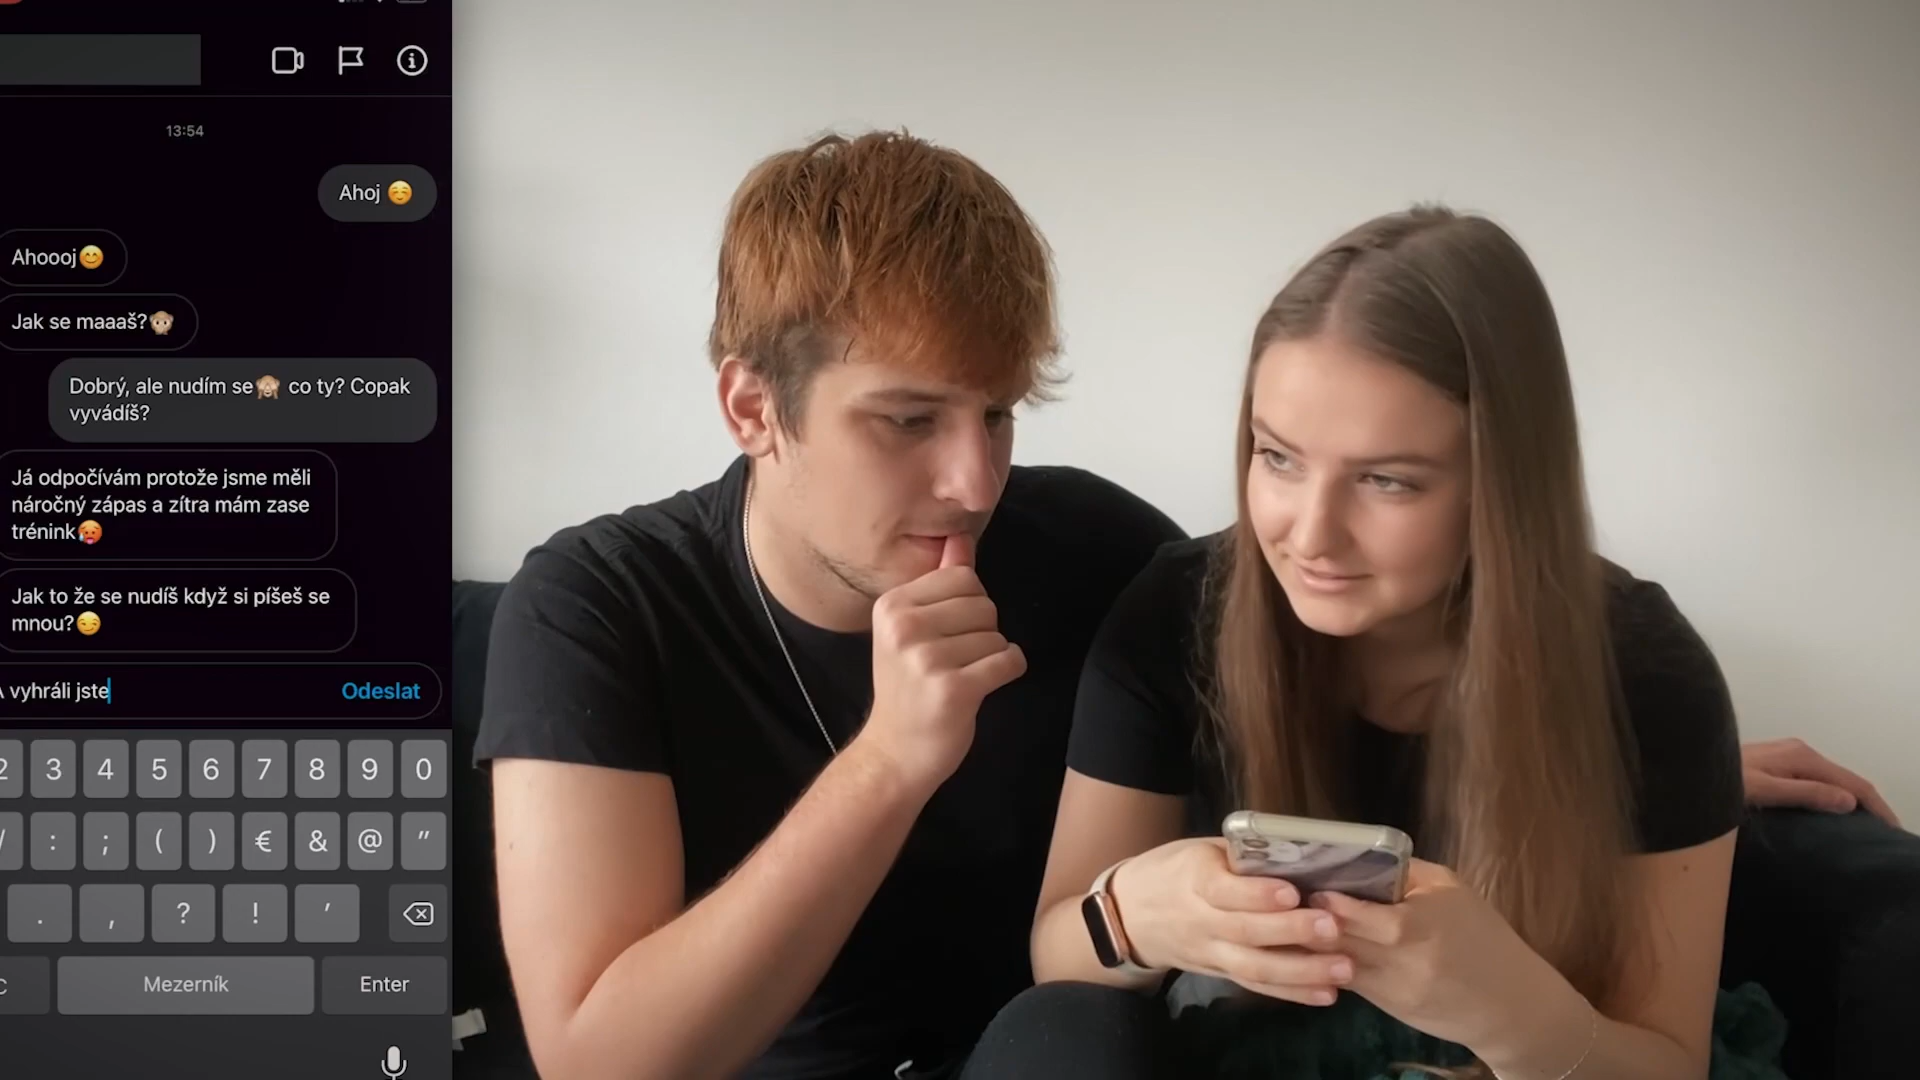 13:54
Ahoj ☺️
Ahoooj😊
Jak se maaaš?🐵
Dobrý, ale nudím se🙈 co ty? Copak
vyvádíš?
Já odpočívám protože jsme měli
náročný zápas a zítra mám zase
trénink🥵
Jak to že se nudíš když si píšeš se
mnou?😏
A vyhráli jste
Odeslat
2 3 4 5 6 7 8 9 0
/ : ; ( ) € & @ "
. , ? ! '
Mezerník Enter